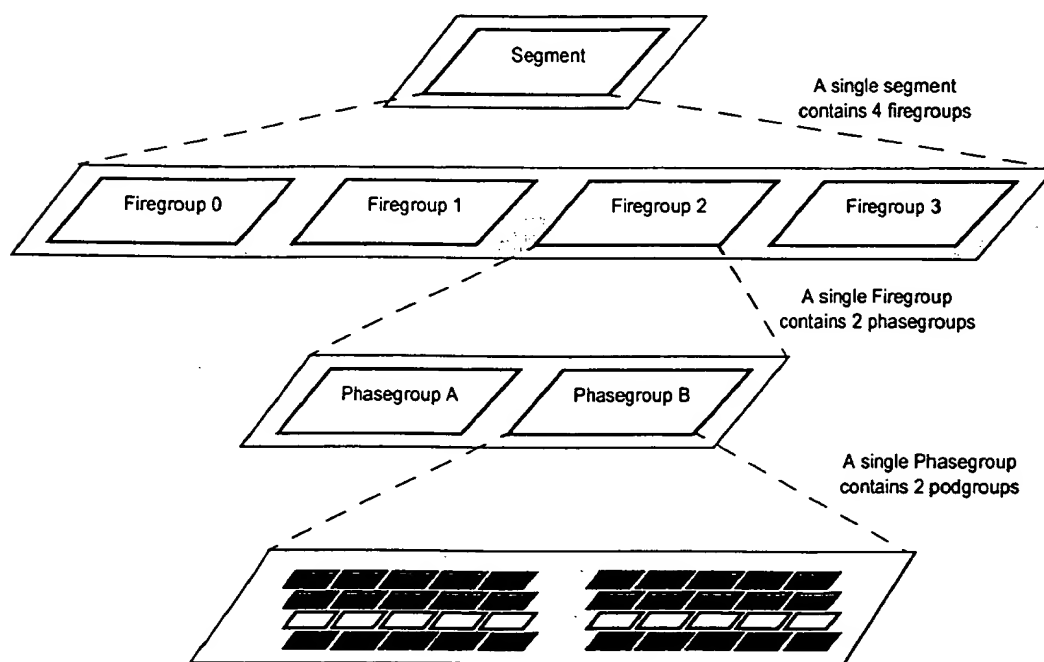 Segment
A single segment
contains 4 firegroups
Firegroup 0
Firegroup 1
Firegroup 2
Firegroup 3
A single Firegroup
contains 2 phasegroups
Phasegroup A
Phasegroup B
A single Phasegroup
contains 2 podgroups